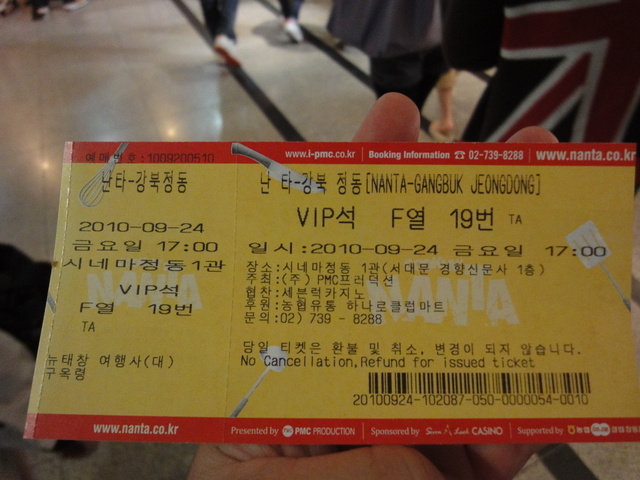 예매번호:1009200510
난타-강북정동
2010-09-24
금요일 17:00
시네마정동1관
VIP석
F열 19번
TA
뉴태창 여행사(대)
구옥령
www.nanta.co.kr
www.i-pmc.co.kr | Booking Information ☎ 02-739-8288 | www.nanta.co.kr
난 타-강북 정동[NANTA-GANGBUK JEONGDONG]
VIP석 F열 19번 TA
일시:2010-09-24 금요일 17:00
장소:시네마정동 1관(서대문 경향신문사 1층)
주최:(주) PMC프러덕션
협찬:세븐럭카지노
후원:농협유통 하나로클럽마트
문의:02) 739 - 8288
NANTA
NANTA
당일 티켓은 환불 및 취소, 변경이 되지 않습니다.
No Cancellation,Refund for issued ticket
20100924-102087-050-0000054-0010
Presented by PMC PRODUCTION | Sponsored by Seven Luck CASINO | Supported by 농협